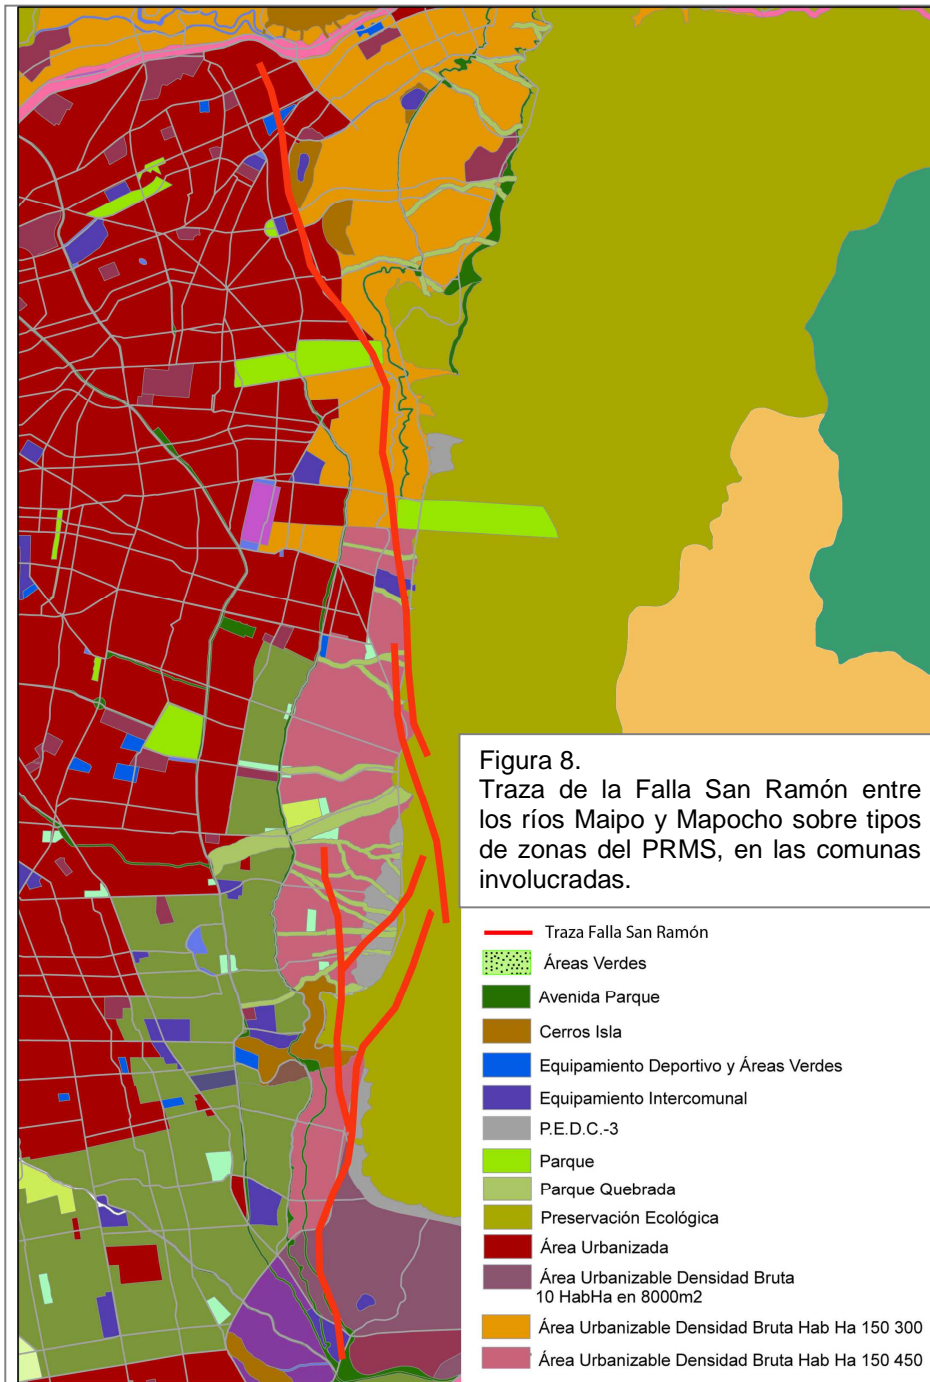 Figura 8.
Traza de la Falla San Ramón entre
los ríos Maipo y Mapocho sobre tipos
de zonas del PRMS, en las comunas
involucradas.
Traza Falla San Ramón
Áreas Verdes
Avenida Parque
Cerros Isla
Equipamiento Deportivo y Áreas Verdes
Equipamiento Intercomunal
P.E.D.C.-3
Parque
Parque Quebrada
Preservación Ecológica
Área Urbanizada
Área Urbanizable Densidad Bruta
10 HabHa en 8000m2
Área Urbanizable Densidad Bruta Hab Ha 150 300
Área Urbanizable Densidad Bruta Hab Ha 150 450